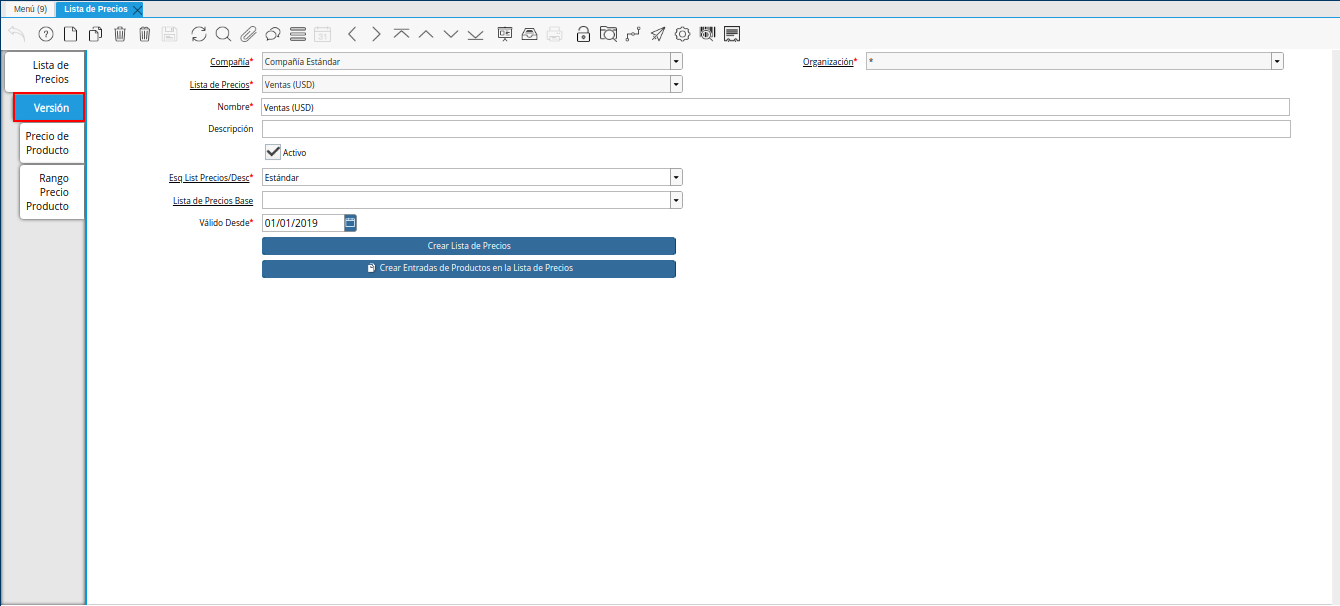 Menú (9) Lista de Precios
Lista de
Precios
Versión
Precio de
Producto
Rango
Precio
Producto
Compañía* Compañía Estándar Organización* *
Lista de Precios* Ventas (USD)
Nombre* Ventas (USD)
Descripción
Activo
Esq List Precios/Desc* Estándar
Lista de Precios Base
Válido Desde* 01/01/2019
Crear Lista de Precios
Crear Entradas de Productos en la Lista de Precios